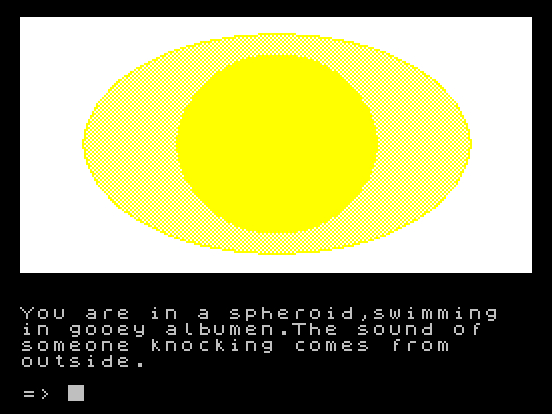 You are in a spheroid,swimming
in gooey albumen.The sound of
someone knocking comes from
outside.
=>